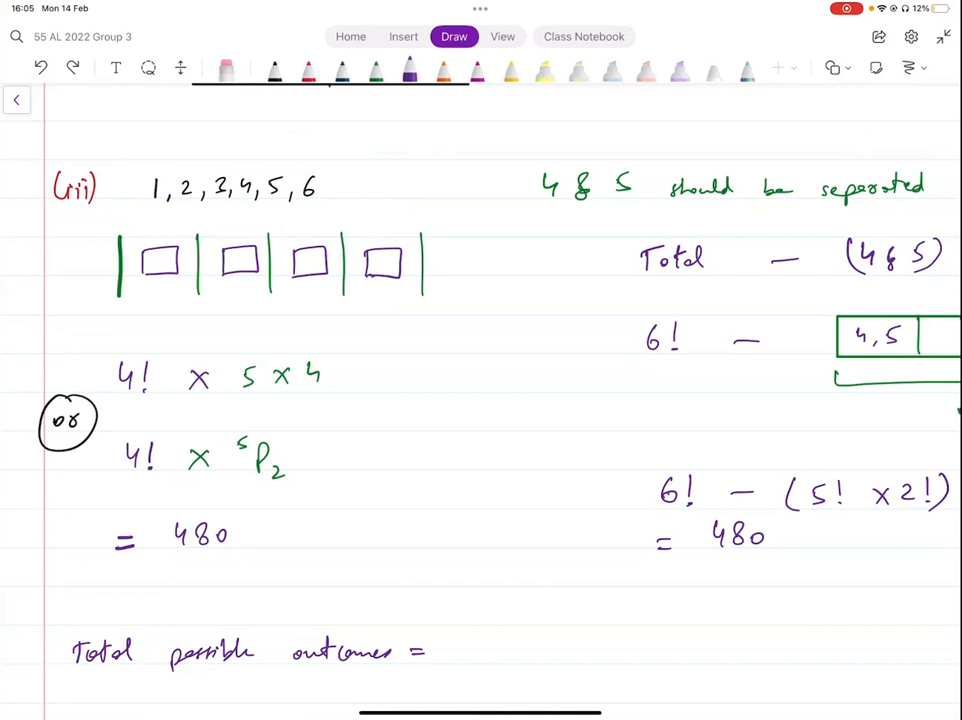 16:05 Mon 14 Feb
12%
55 AL 2022 Group 3
Home Insert Draw View Class Notebook
(iii) 1, 2, 3, 4, 5, 6
4 & 5 should be seperated
Total — (4 & 5)
6! — 4, 5
4! × 5 × 4
or
4! × ⁵P₂
= 480
6! — (5! × 2!)
= 480
Total possible outcomes =